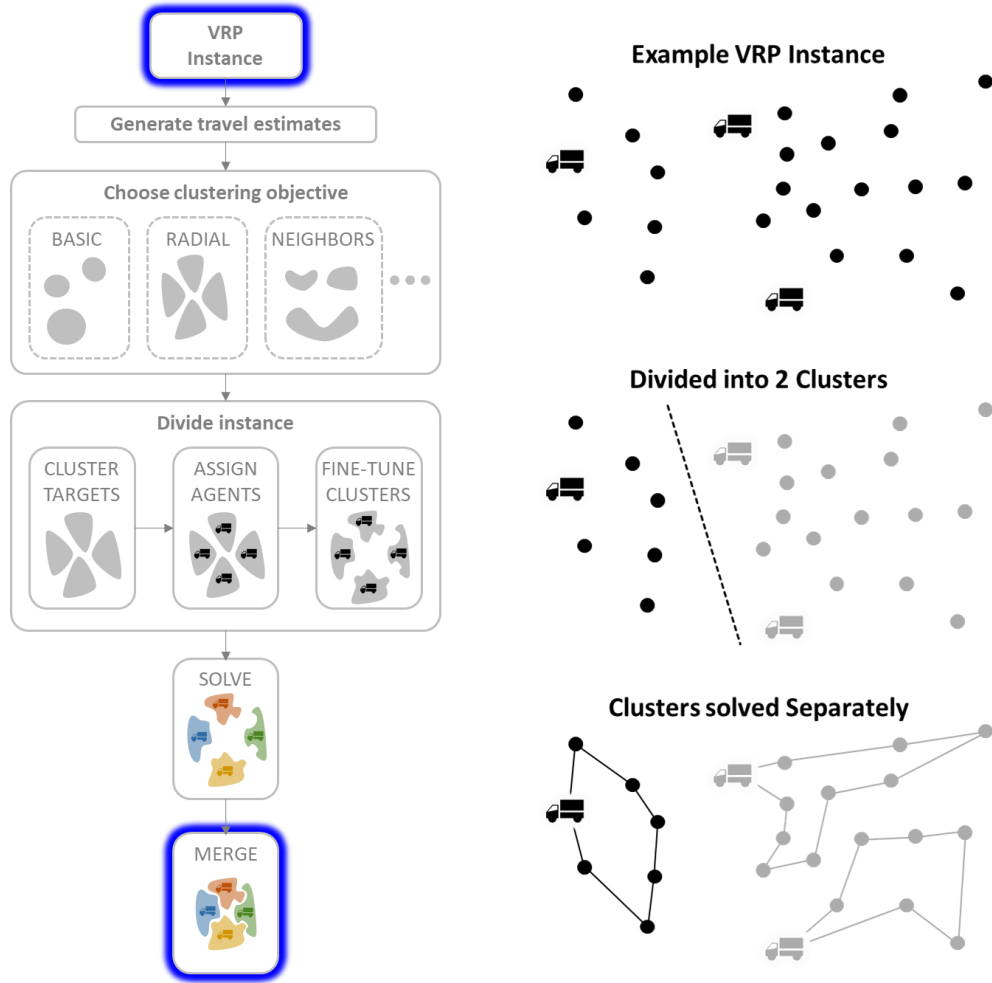 VRP
Instance
Generate travel estimates
Choose clustering objective
BASIC
RADIAL
NEIGHBORS
Divide instance
CLUSTER
TARGETS
ASSIGN
AGENTS
FINE-TUNE
CLUSTERS
SOLVE
MERGE
Example VRP Instance
Divided into 2 Clusters
Clusters solved Separately